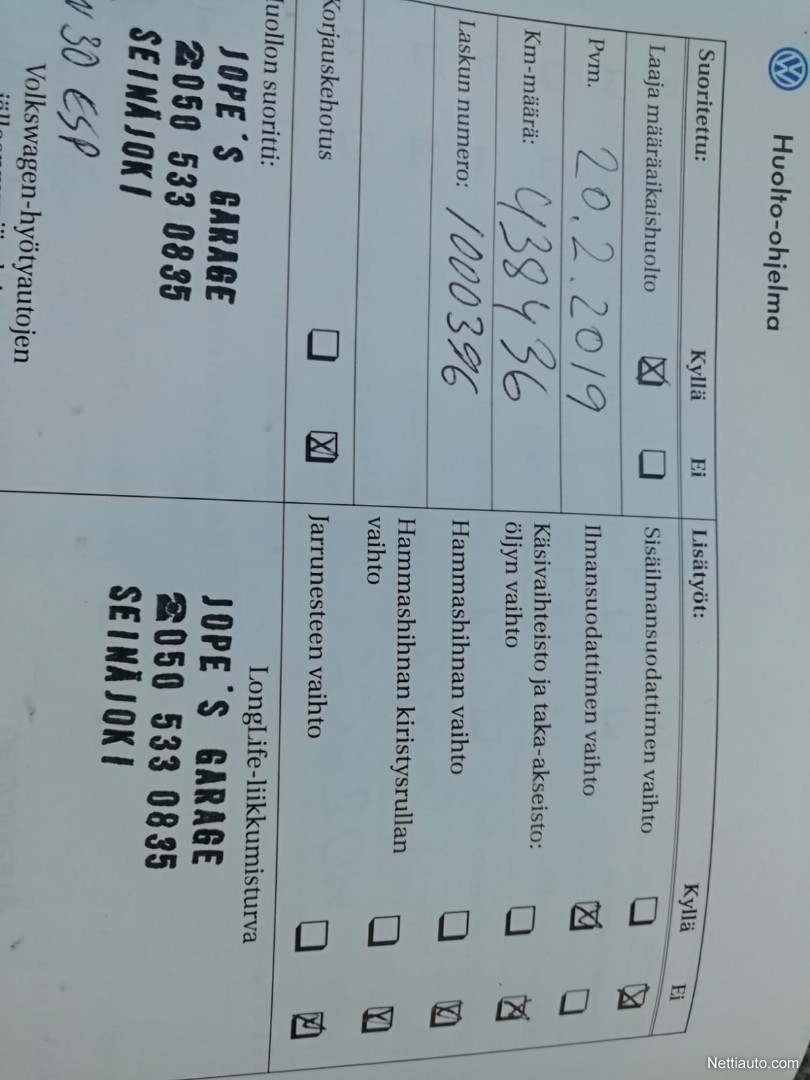 Huolto-ohjelma
Suoritettu: Kyllä Ei
Laaja määräaikaishuolto
Pvm. 20.2.2019
Km-määrä: 438436
Laskun numero: 1000396
Korjauskehotus
Huollon suoritti:
JOPE'S GARAGE
☎050 533 0835
SEINÄJOKI
30 ESP
Volkswagen-hyötyautojen
Lisätyöt: Kyllä Ei
Sisäilmansuodattimen vaihto
Ilmansuodattimen vaihto
Käsivaihteisto ja taka-akseisto:
öljyn vaihto
Hammashihnan vaihto
Hammashihnan kiristysrullan
vaihto
Jarrunesteen vaihto
LongLife-liikkumisturva
JOPE'S GARAGE
☎050 533 0835
SEINÄJOKI
Nettiauto.com